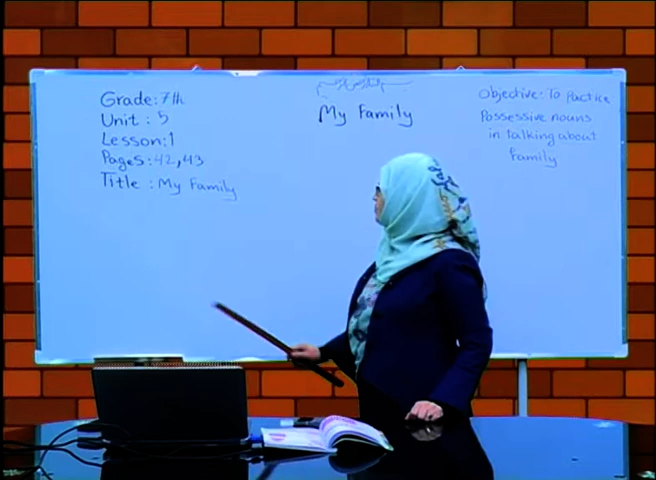 Grade: 7th
Unit : 5
Lesson: 1
Pages: 42,43
Title : My Family
My Family
Objective: To Practice
Possessive nouns
in talking about
family